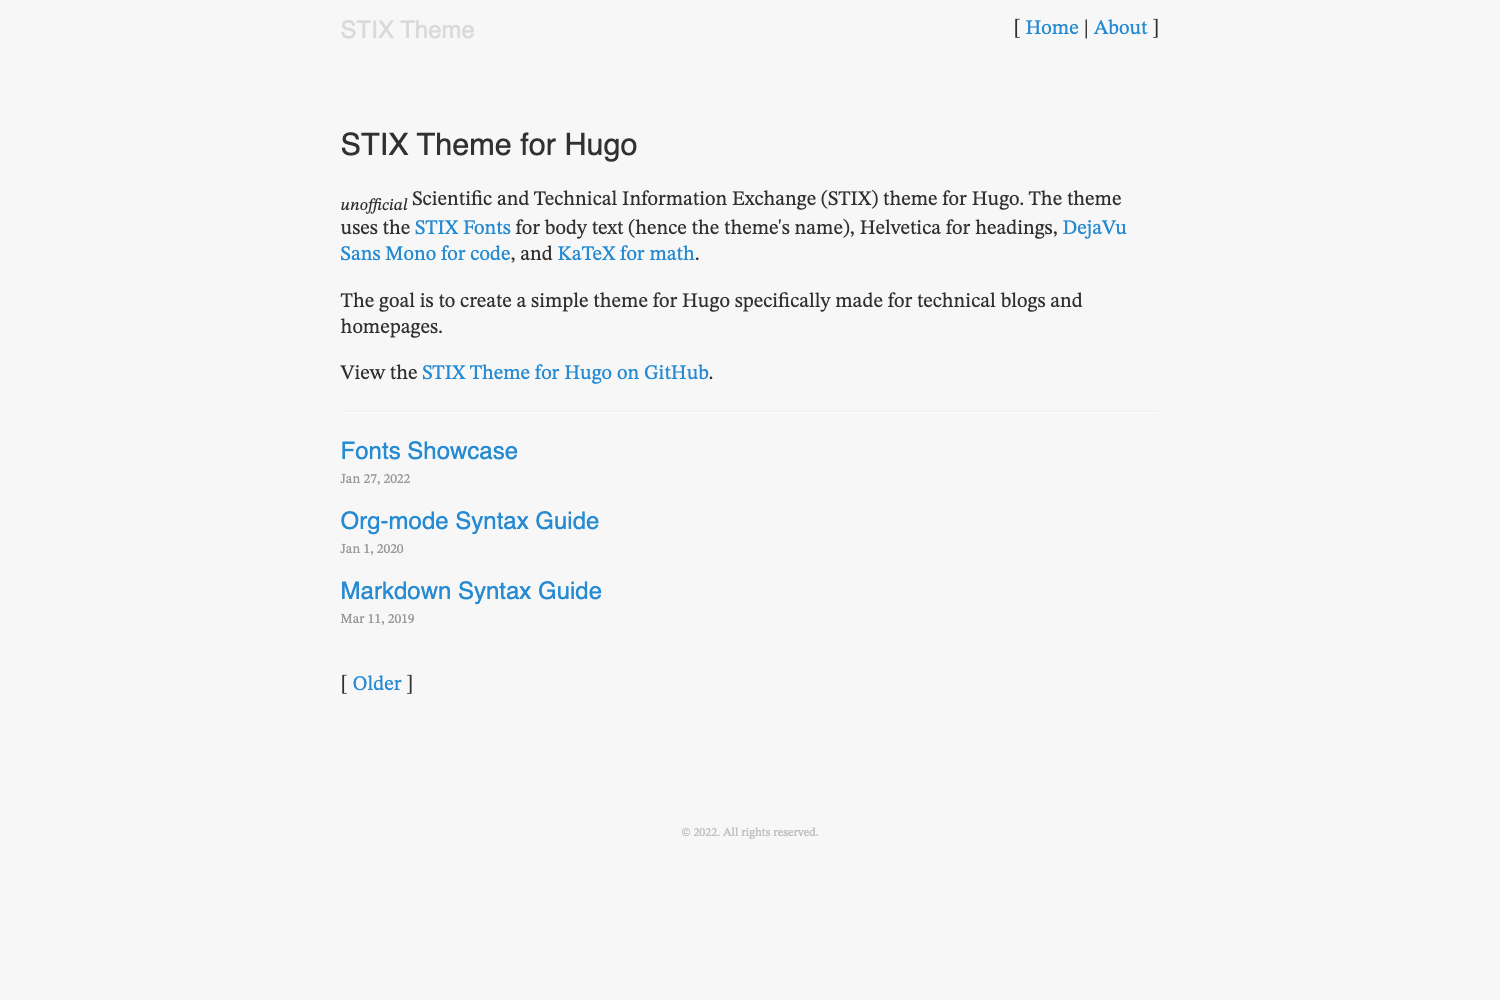 STIX Theme
[ Home | About ]
STIX Theme for Hugo
unofficial Scientific and Technical Information Exchange (STIX) theme for Hugo. The theme
uses the STIX Fonts for body text (hence the theme's name), Helvetica for headings, DejaVu
Sans Mono for code, and KaTeX for math.
The goal is to create a simple theme for Hugo specifically made for technical blogs and
homepages.
View the STIX Theme for Hugo on GitHub.
Fonts Showcase
Jan 27, 2022
Org-mode Syntax Guide
Jan 1, 2020
Markdown Syntax Guide
Mar 11, 2019
[ Older ]
© 2022. All rights reserved.